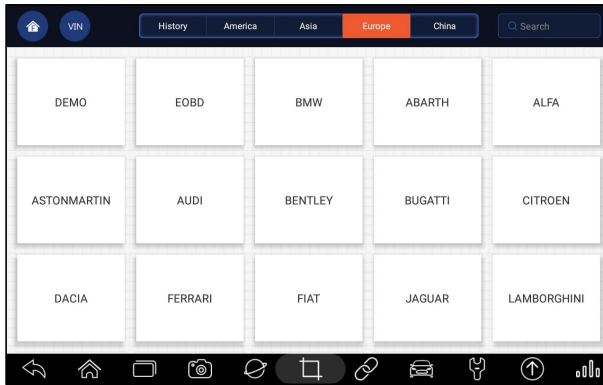 VIN
History America Asia Europe China
Search
DEMO EOBD BMW ABARTH ALFA
ASTONMARTIN AUDI BENTLEY BUGATTI CITROEN
DACIA FERRARI FIAT JAGUAR LAMBORGHINI